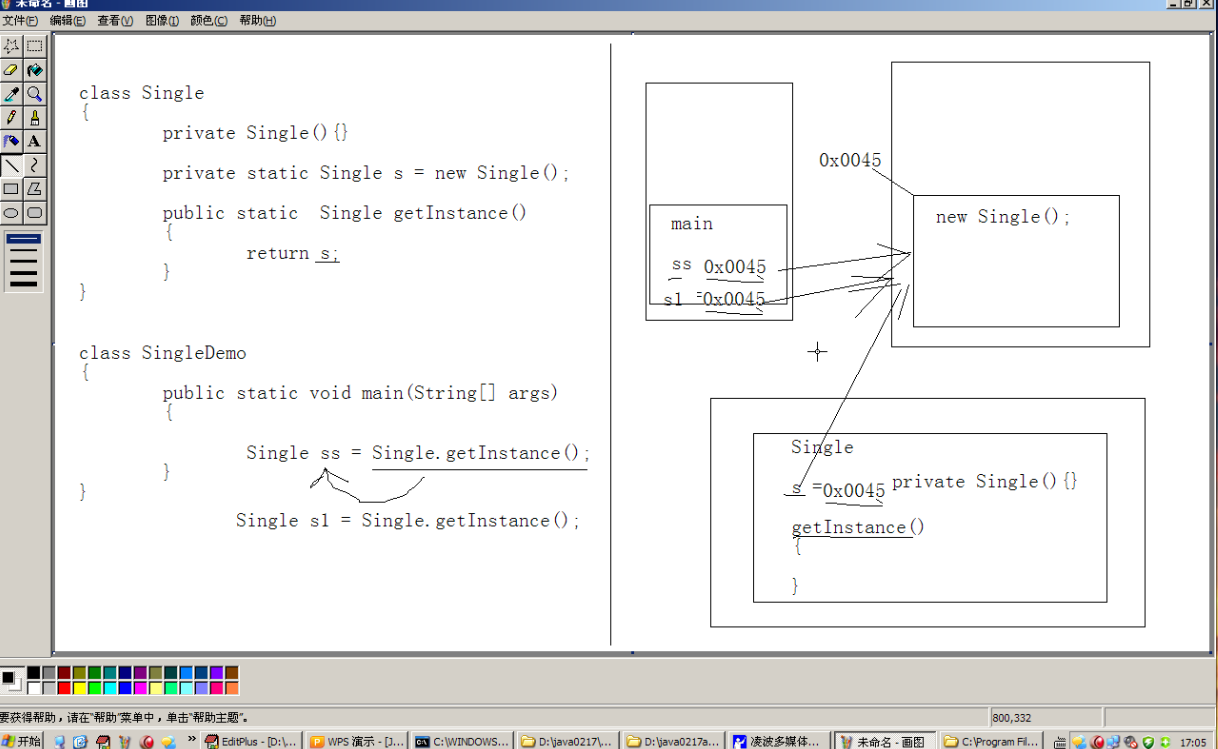 未命名 - 画图
文件(F) 编辑(E) 查看(V) 图像(I) 颜色(C) 帮助(H)
class Single
{
private Single(){}
private static Single s = new Single();
public static Single getInstance()
{
return s;
}
}
class SingleDemo
{
public static void main(String[] args)
{
Single ss = Single.getInstance();
}
}
Single s1 = Single.getInstance();
main
ss 0x0045
s1 =0x0045
0x0045
new Single();
Single
s =0x0045 private Single(){}
getInstance()
{
}
要获得帮助，请在“帮助”菜单中，单击“帮助主题”。
800,332
开始
»
EditPlus - [D:\...
WPS 演示 - [J...
C:\WINDOWS...
D:\java0217\...
D:\java0217a...
凌波多媒体...
未命名 - 画图
C:\Program Fil...
17:05